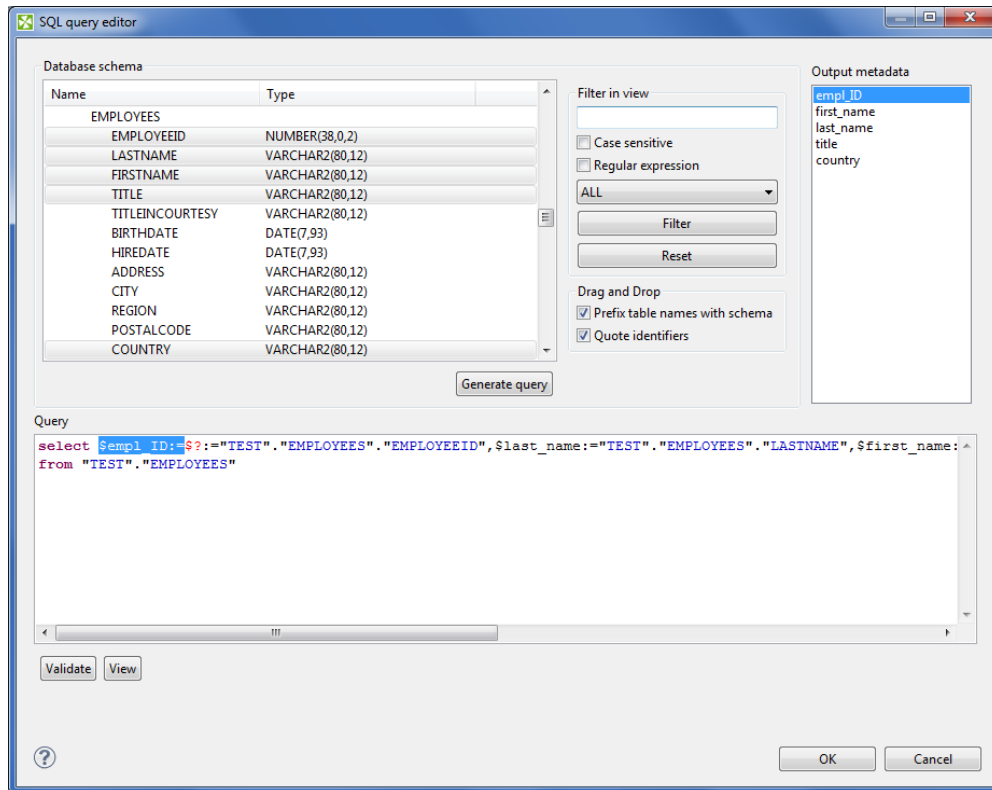 SQL query editor
Database schema
Name Type
EMPLOYEES
EMPLOYEEID NUMBER(38,0,2)
LASTNAME VARCHAR2(80,12)
FIRSTNAME VARCHAR2(80,12)
TITLE VARCHAR2(80,12)
TITLEINCOURTESY VARCHAR2(80,12)
BIRTHDATE DATE(7,93)
HIREDATE DATE(7,93)
ADDRESS VARCHAR2(80,12)
CITY VARCHAR2(80,12)
REGION VARCHAR2(80,12)
POSTALCODE VARCHAR2(80,12)
COUNTRY VARCHAR2(80,12)
Generate query
Filter in view
Case sensitive
Regular expression
ALL
Filter
Reset
Drag and Drop
Prefix table names with schema
Quote identifiers
Output metadata
empl_ID
first_name
last_name
title
country
Query
select $empl_ID:=$?:="TEST"."EMPLOYEES"."EMPLOYEEID",$last_name:="TEST"."EMPLOYEES"."LASTNAME",$first_name:
from "TEST"."EMPLOYEES"
Validate View
?
OK Cancel